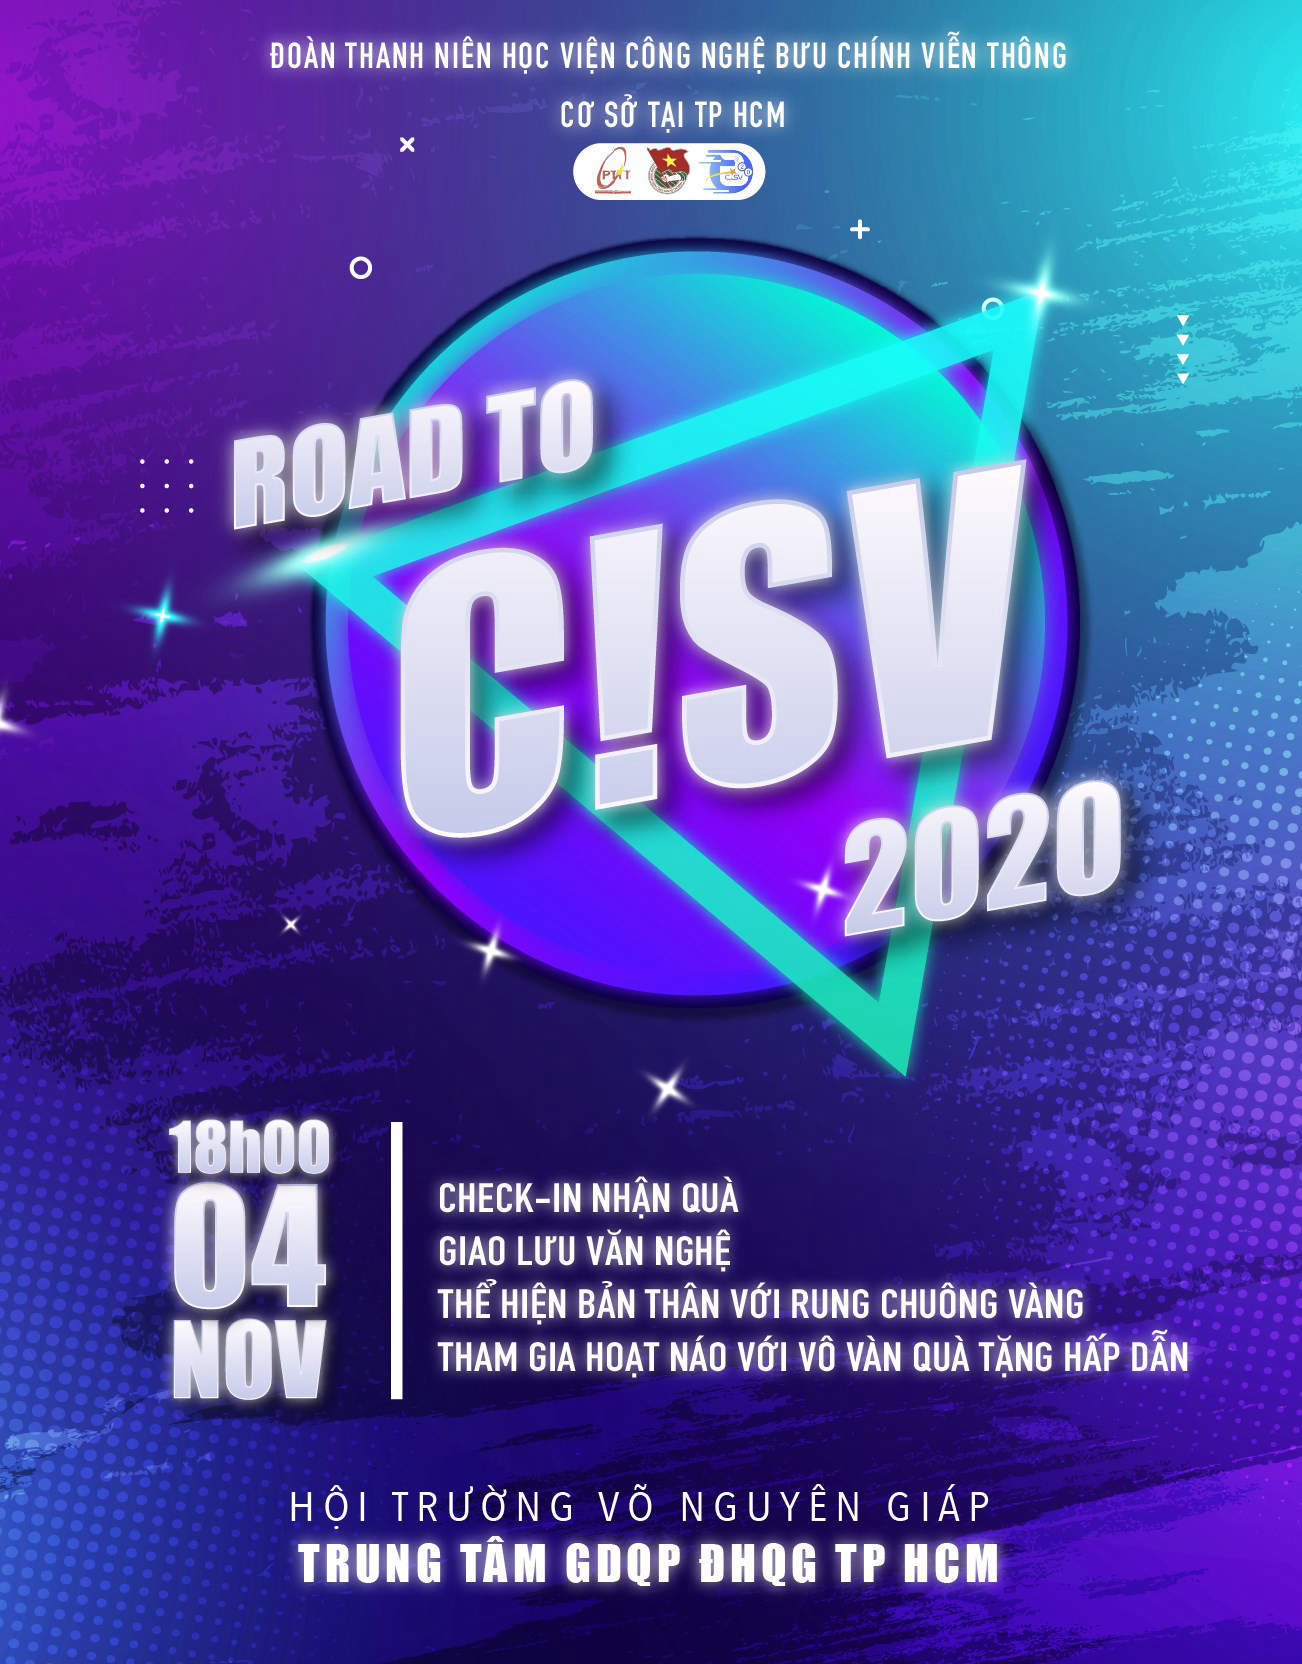 ĐOÀN THANH NIÊN HỌC VIỆN CÔNG NGHỆ BƯU CHÍNH VIỄN THÔNG
CƠ SỞ TẠI TP HCM
PTIT
ROAD TO
C!SV
2020
18h00
04
NOV
CHECK-IN NHẬN QUÀ
GIAO LƯU VĂN NGHỆ
THỂ HIỆN BẢN THÂN VỚI RUNG CHUÔNG VÀNG
THAM GIA HOẠT NÁO VỚI VÔ VÀN QUÀ TẶNG HẤP DẪN
HỘI TRƯỜNG VÕ NGUYÊN GIÁP
TRUNG TÂM GDQP ĐHQG TP HCM